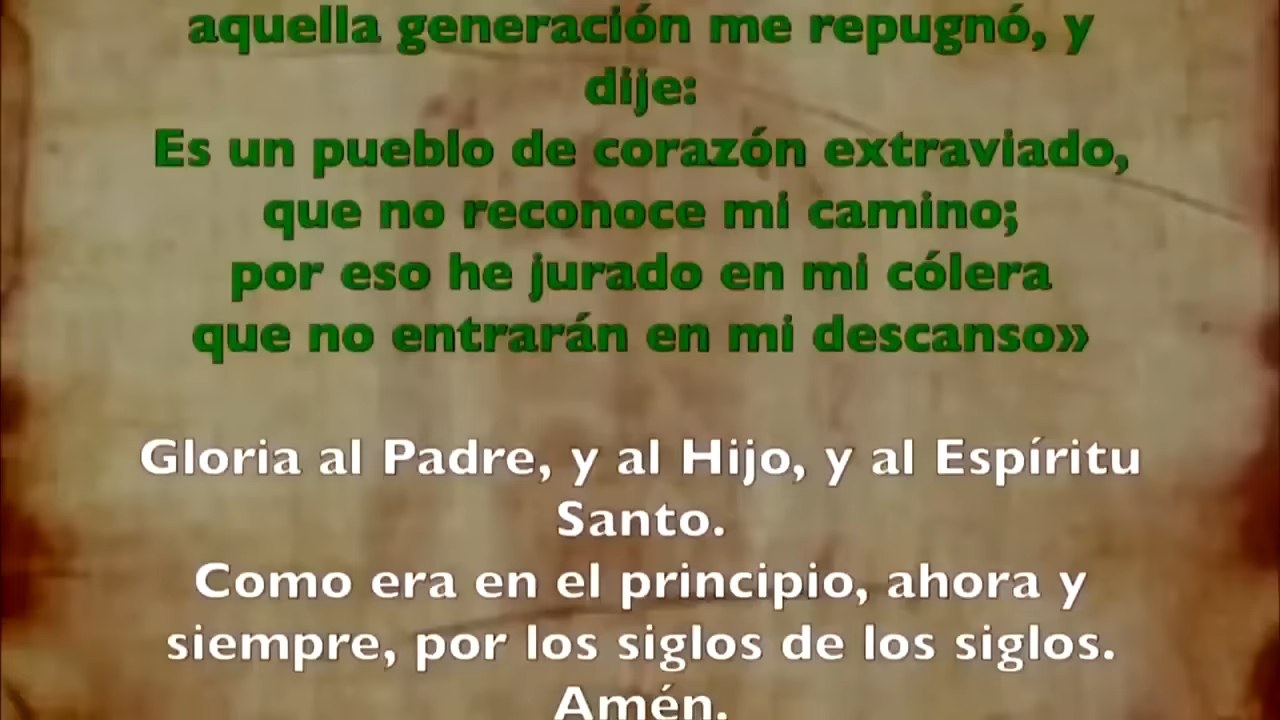 aquella generación me repugnó, y
dije:
Es un pueblo de corazón extraviado,
que no reconoce mi camino;
por eso he jurado en mi cólera
que no entrarán en mi descanso»
Gloria al Padre, y al Hijo, y al Espíritu
Santo.
Como era en el principio, ahora y
siempre, por los siglos de los siglos.
Amén.